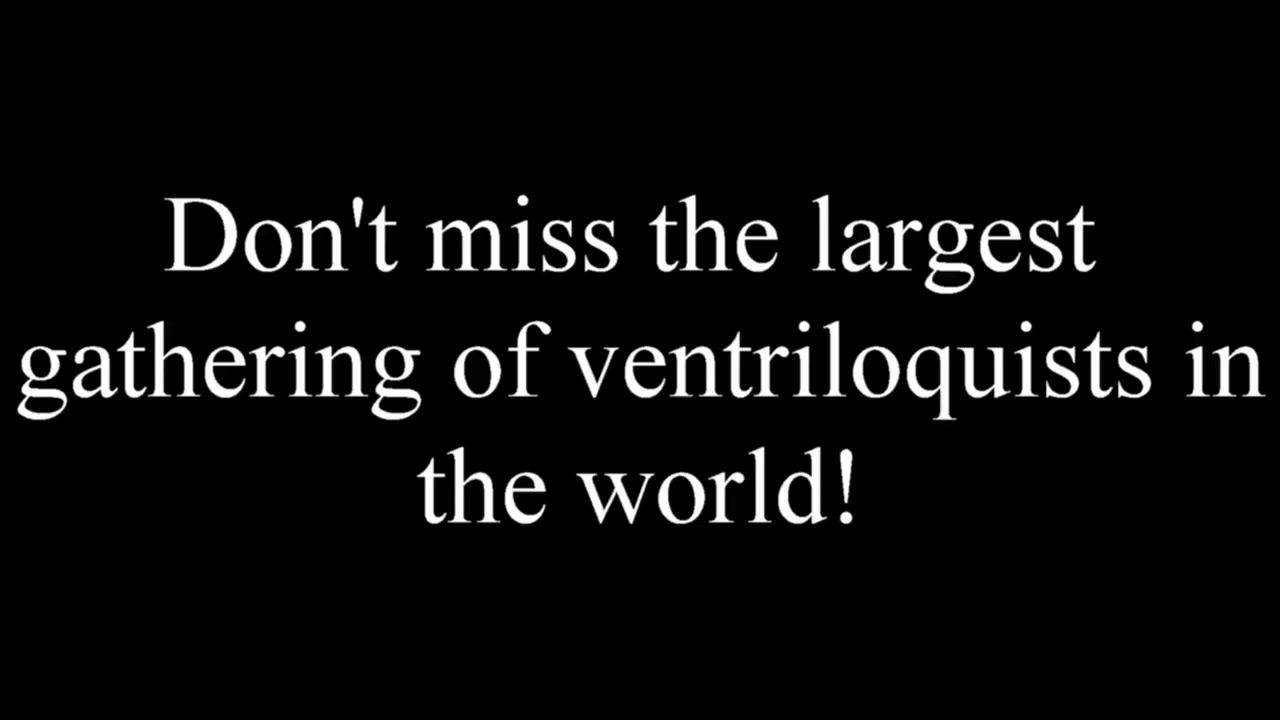 Don't miss the largest
gathering of ventriloquists in
the world!